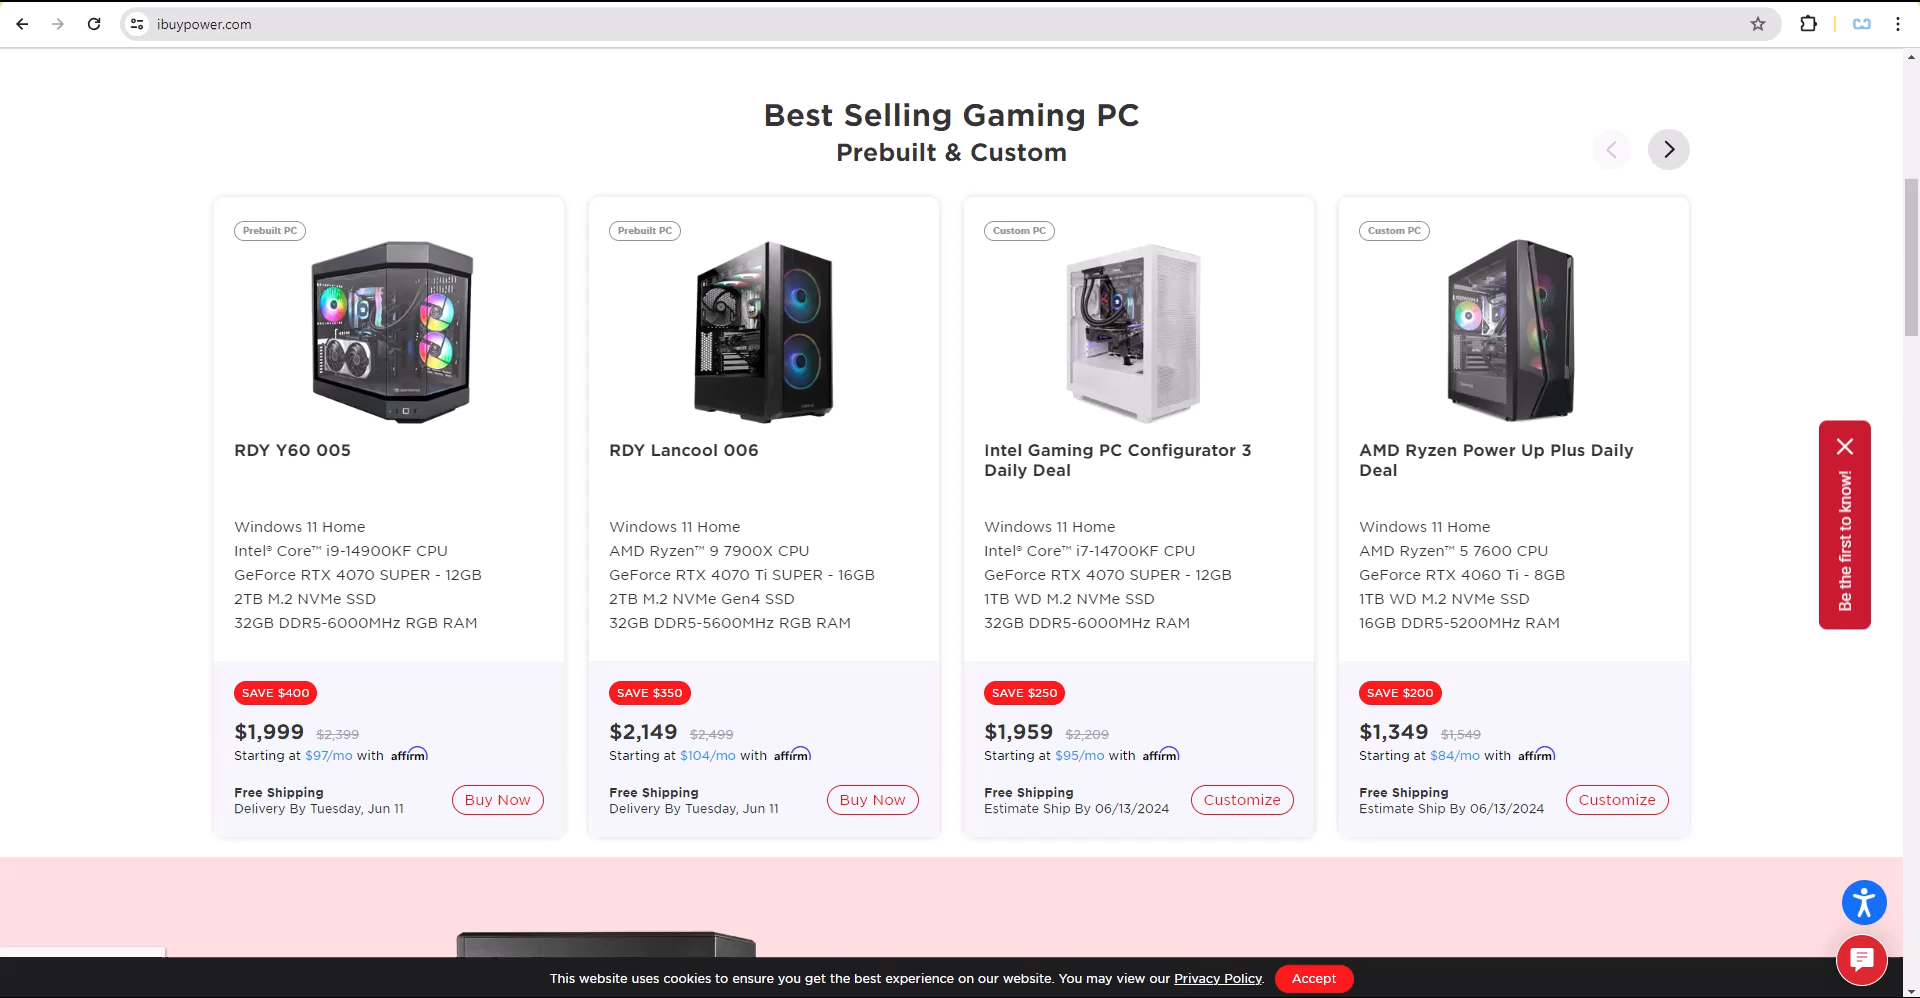 ibuypower.com
Best Selling Gaming PC
Prebuilt & Custom
Prebuilt PC
RDY Y60 005
Windows 11 Home
Intel® Core™ i9-14900KF CPU
GeForce RTX 4070 SUPER - 12GB
2TB M.2 NVMe SSD
32GB DDR5-6000MHz RGB RAM
SAVE $400
$1,999 $2,399
Starting at $97/mo with affirm
Free Shipping
Delivery By Tuesday, Jun 11
Buy Now
Prebuilt PC
RDY Lancool 006
Windows 11 Home
AMD Ryzen™ 9 7900X CPU
GeForce RTX 4070 Ti SUPER - 16GB
2TB M.2 NVMe Gen4 SSD
32GB DDR5-5600MHz RGB RAM
SAVE $350
$2,149 $2,499
Starting at $104/mo with affirm
Free Shipping
Delivery By Tuesday, Jun 11
Buy Now
Custom PC
Intel Gaming PC Configurator 3
Daily Deal
Windows 11 Home
Intel® Core™ i7-14700KF CPU
GeForce RTX 4070 SUPER - 12GB
1TB WD M.2 NVMe SSD
32GB DDR5-6000MHz RAM
SAVE $250
$1,959 $2,209
Starting at $95/mo with affirm
Free Shipping
Estimate Ship By 06/13/2024
Customize
Custom PC
AMD Ryzen Power Up Plus Daily
Deal
Windows 11 Home
AMD Ryzen™ 5 7600 CPU
GeForce RTX 4060 Ti - 8GB
1TB WD M.2 NVMe SSD
16GB DDR5-5200MHz RAM
SAVE $200
$1,349 $1,549
Starting at $84/mo with affirm
Free Shipping
Estimate Ship By 06/13/2024
Customize
Be the first to know!
This website uses cookies to ensure you get the best experience on our website. You may view our Privacy Policy.
Accept